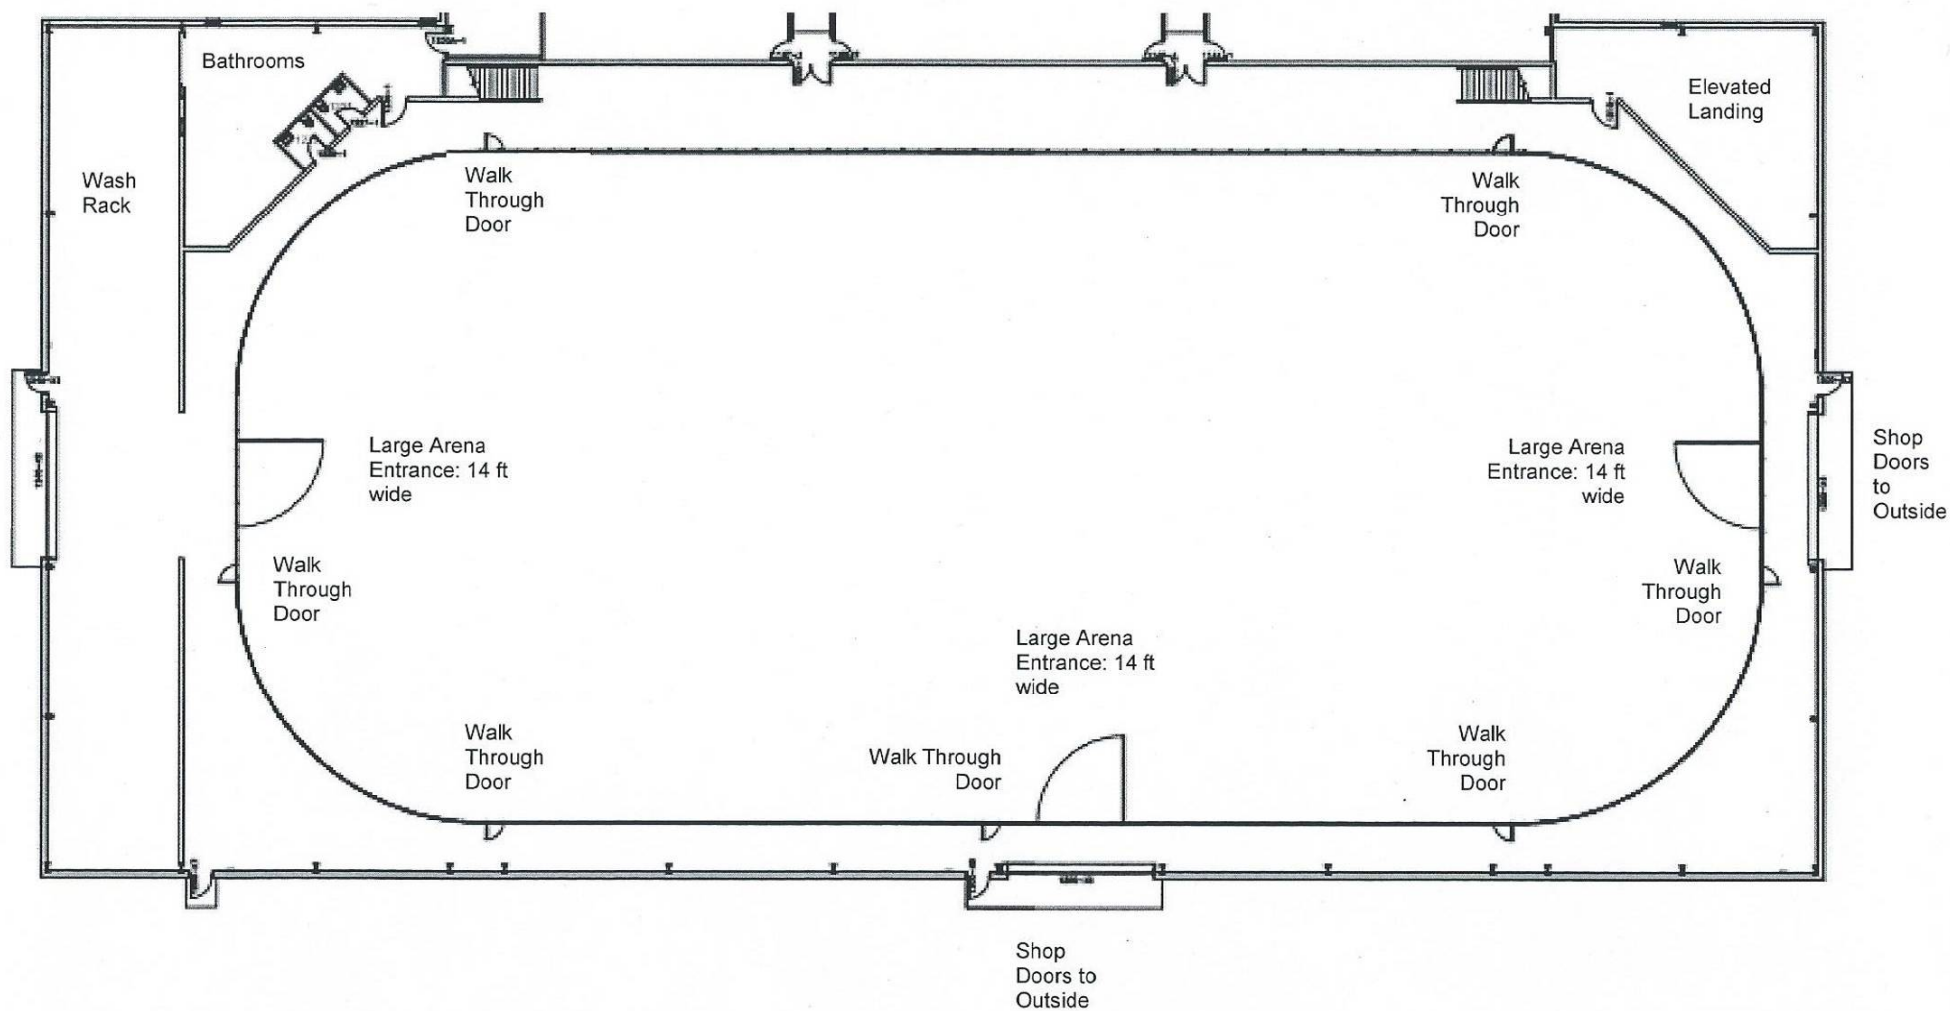 Bathrooms
Elevated
Landing
Wash
Rack
Walk
Through
Door
Walk
Through
Door
Large Arena
Entrance: 14 ft
wide
Large Arena
Entrance: 14 ft
wide
Shop
Doors
to
Outside
Walk
Through
Door
Walk
Through
Door
Large Arena
Entrance: 14 ft
wide
Walk
Through
Door
Walk Through
Door
Walk
Through
Door
Shop
Doors to
Outside